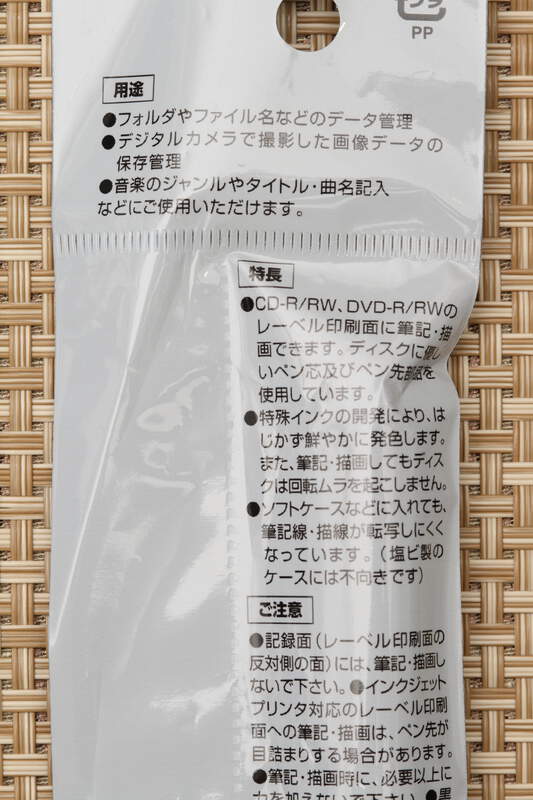 PP
用途
●フォルダやファイル名などのデータ管理
●デジタルカメラで撮影した画像データの
保存管理
●音楽のジャンルやタイトル・曲名記入
などにご使用いただけます。
特長
●CD-R/RW、DVD-R/RWの
レーベル印刷面に筆記・描
画できます。ディスクに優し
いペン芯及びペン先部品を
使用しています。
●特殊インクの開発により、は
じかず鮮やかに発色します。
また、筆記・描画してもディス
クは回転ムラを起こしません。
●ソフトケースなどに入れても、
筆記線・描線が転写しにくく
なっています。（塩ビ製の
ケースには不向きです）
ご注意
●記録面（レーベル印刷面の
反対側の面）には、筆記・描画し
ないで下さい。●インクジェット
プリンタ対応のレーベル印刷
面への筆記・描画は、ペン先が
目詰まりする場合があります。
●筆記・描画時に、必要以上に
力を加えないで下さい。●黒